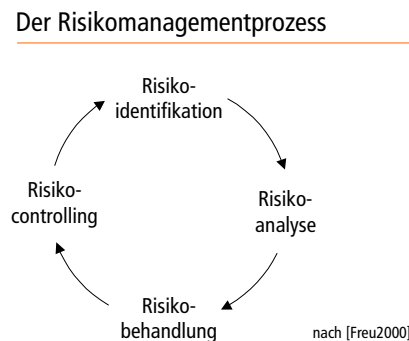 Der Risikomanagementprozess
Risiko-
identifikation
Risiko-
analyse
Risiko-
behandlung
Risiko-
controlling
nach [Freu2000]